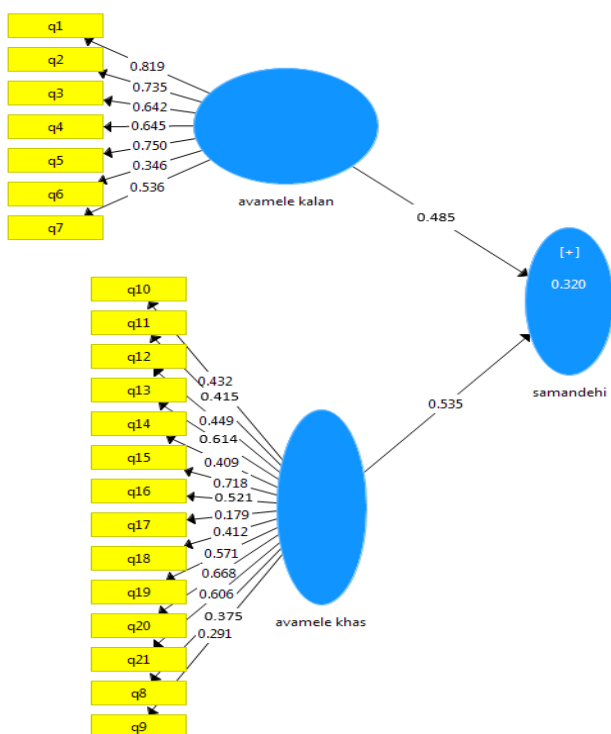 q1
q2
q3
q4
q5
q6
q7
0.819
0.735
0.642
0.645
0.750
0.346
0.536
avamele kalan
0.485
[+]
0.320
samandehi
0.535
q10
q11
q12
q13
q14
q15
q16
q17
q18
q19
q20
q21
q8
q9
0.432
0.415
0.449
0.614
0.409
0.718
0.521
0.179
0.412
0.571
0.668
0.606
0.375
0.291
avamele khas